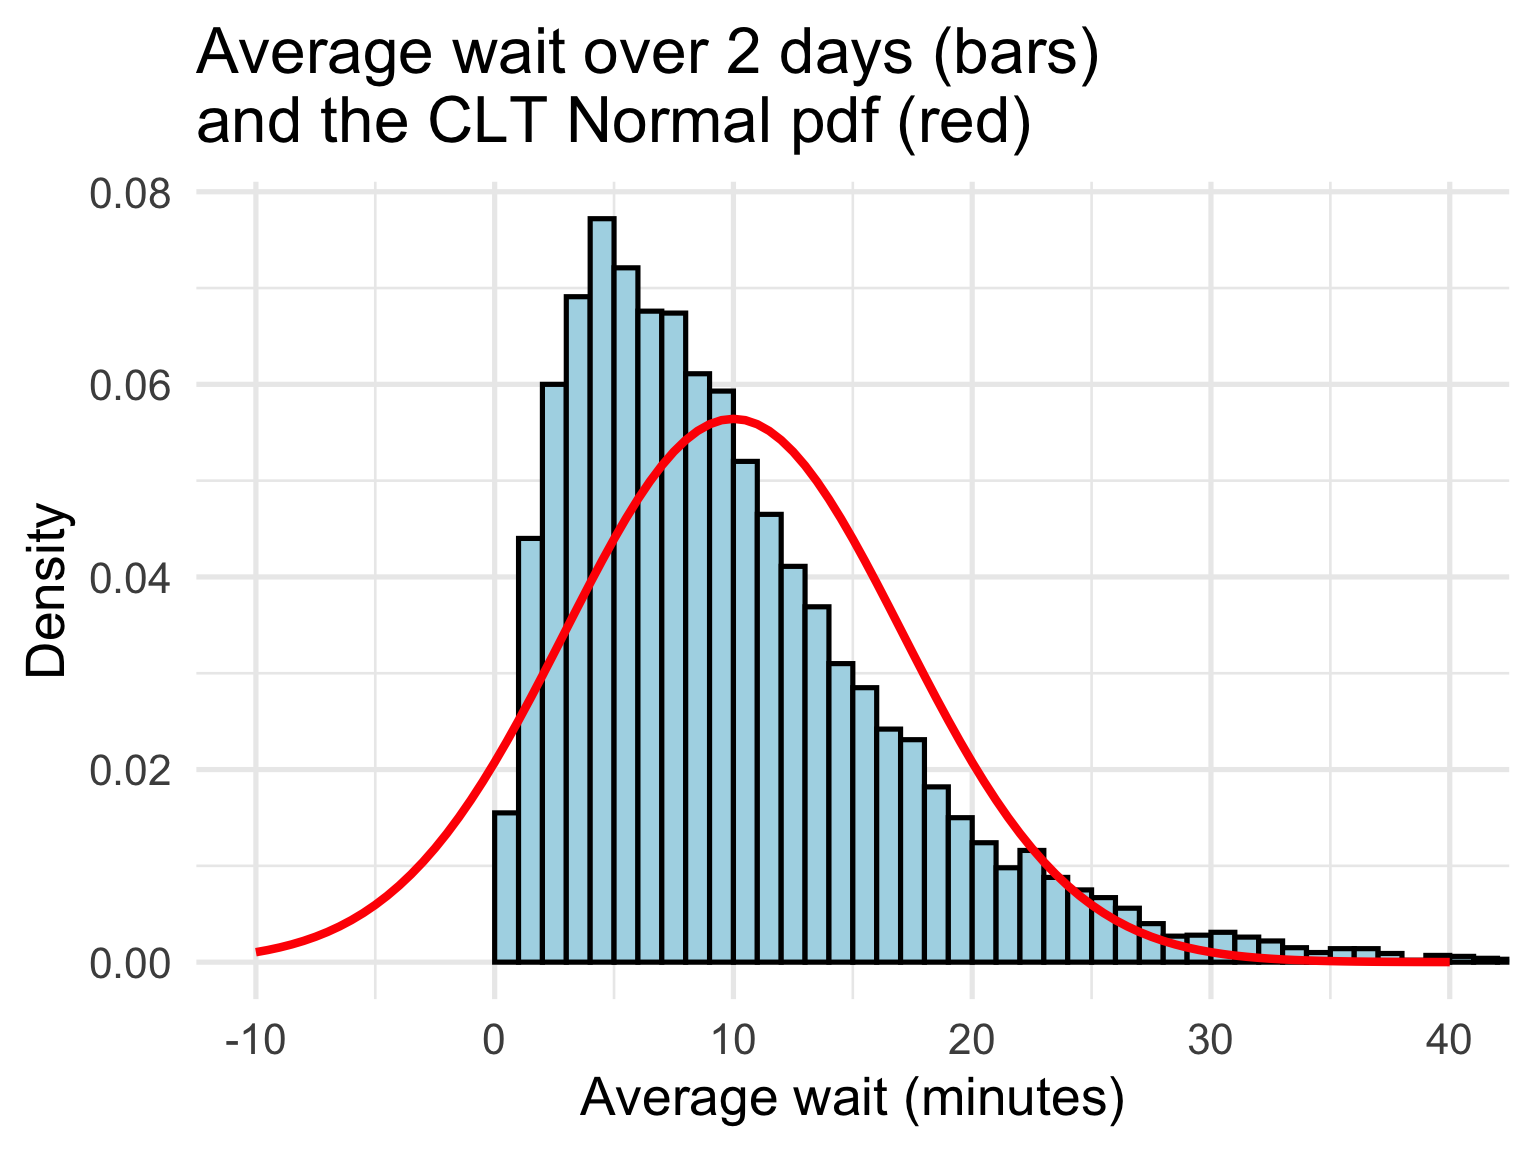 Average wait over 2 days (bars)
and the CLT Normal pdf (red)
0.08
0.06
0.04
0.02
0.00
Density
-10 0 10 20 30 40
Average wait (minutes)